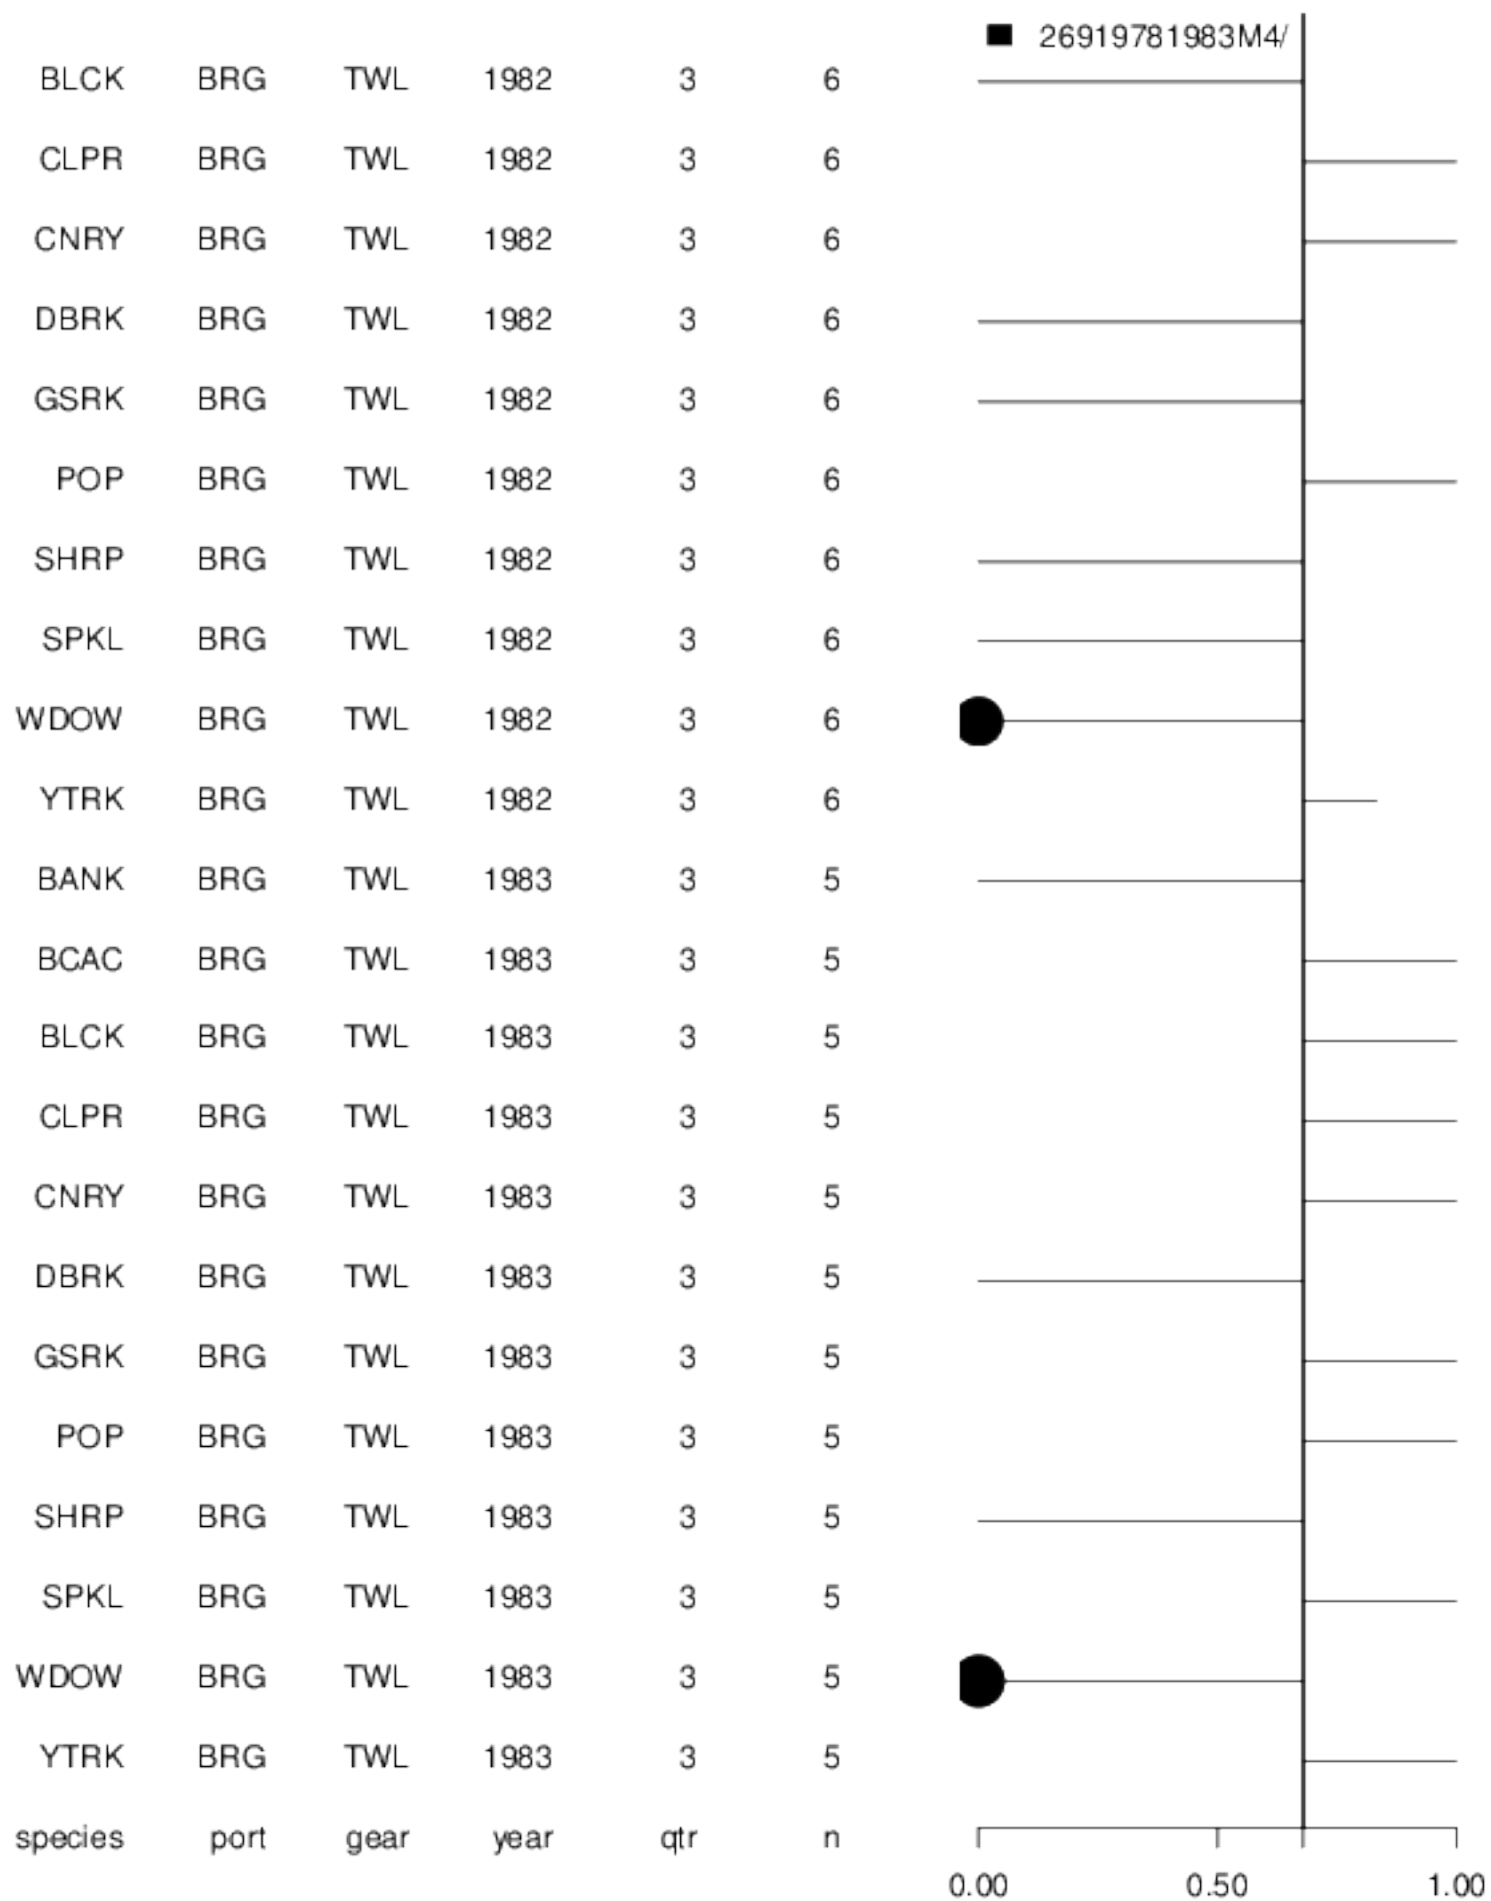 26919781983M4/
BLCK BRG TWL 1982 3 6
CLPR BRG TWL 1982 3 6
CNRY BRG TWL 1982 3 6
DBRK BRG TWL 1982 3 6
GSRK BRG TWL 1982 3 6
POP BRG TWL 1982 3 6
SHRP BRG TWL 1982 3 6
SPKL BRG TWL 1982 3 6
WDOW BRG TWL 1982 3 6
YTRK BRG TWL 1982 3 6
BANK BRG TWL 1983 3 5
BCAC BRG TWL 1983 3 5
BLCK BRG TWL 1983 3 5
CLPR BRG TWL 1983 3 5
CNRY BRG TWL 1983 3 5
DBRK BRG TWL 1983 3 5
GSRK BRG TWL 1983 3 5
POP BRG TWL 1983 3 5
SHRP BRG TWL 1983 3 5
SPKL BRG TWL 1983 3 5
WDOW BRG TWL 1983 3 5
YTRK BRG TWL 1983 3 5
species port gear year qtr n
0.00 0.50 1.00